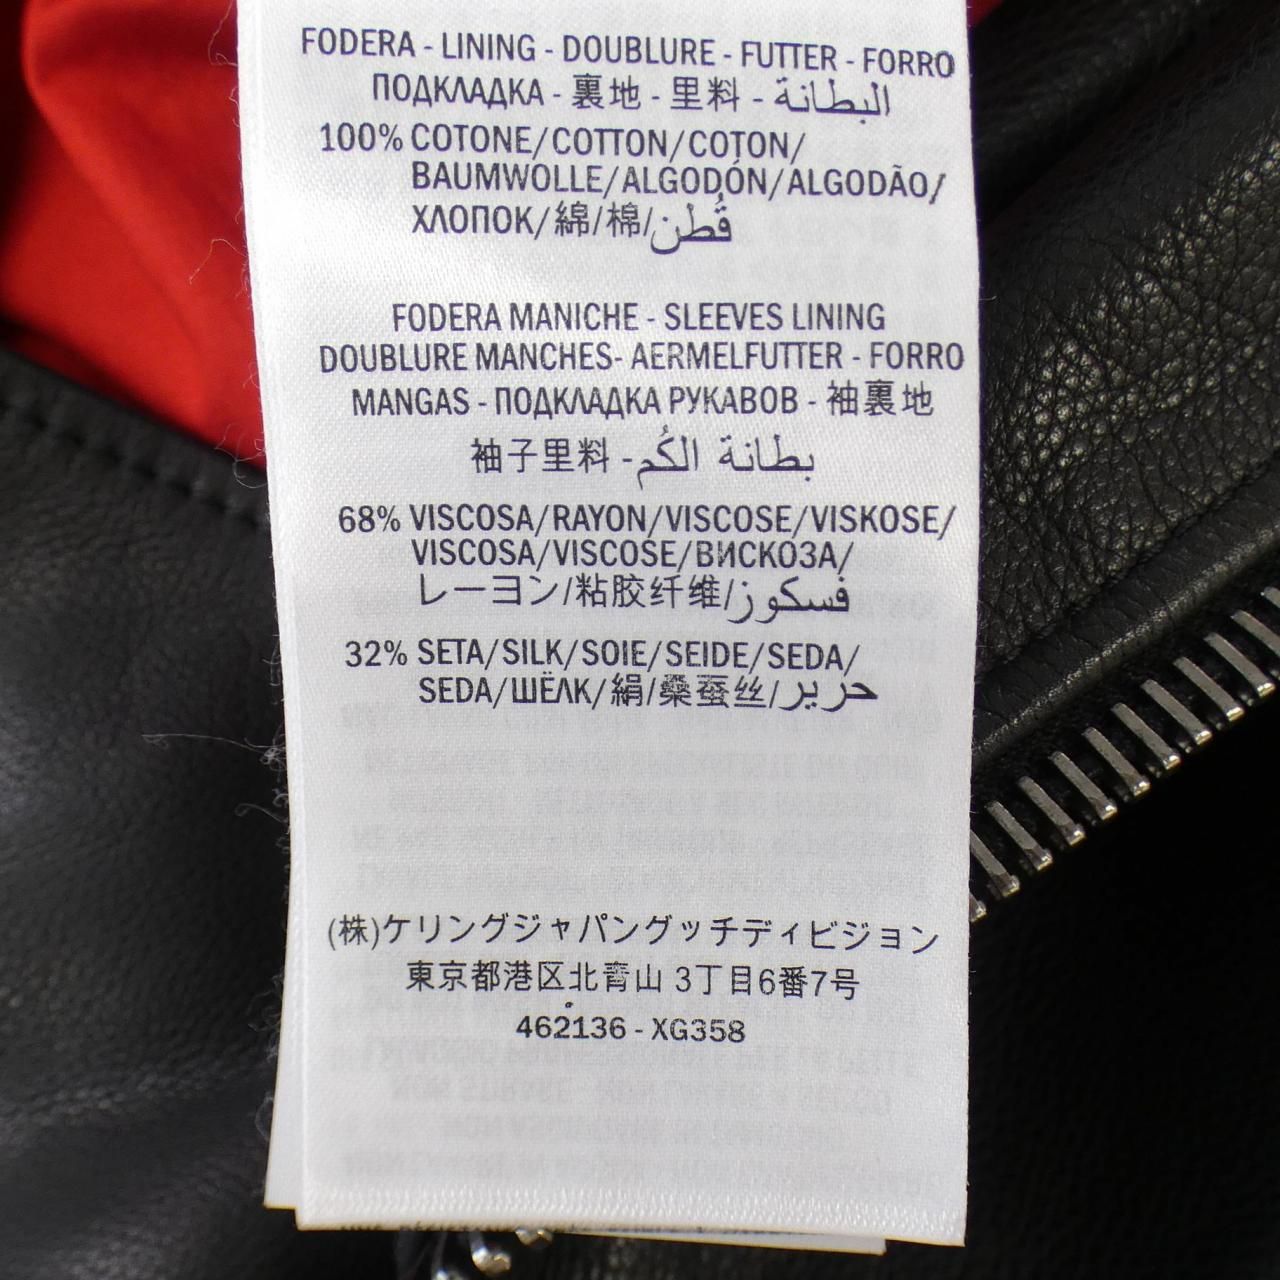 FODERA - LINING - DOUBLURE - FUTTER - FORRO
ПОДКЛАДКА - 裏地 - 里料 - البطانة
100% COTONE/COTTON/COTON/
BAUMWOLLE/ALGODÓN/ALGODÃO/
ХЛОПОК/綿/棉/قُطن
FODERA MANICHE - SLEEVES LINING
DOUBLURE MANCHES- AERMELFUTTER - FORRO
MANGAS - ПОДКЛАДКА РУКАВОВ - 袖裏地
袖子里料 - بطانة الكُم
68% VISCOSA/RAYON/VISCOSE/VISKOSE/
VISCOSA/VISCOSE/ВИСКОЗА/
レーヨン/粘胶纤维/فسكوز
32% SETA/SILK/SOIE/SEIDE/SEDA/
SEDA/ШЁЛК/絹/桑蚕丝/حرير
(株)ケリングジャパングッチディビジョン
東京都港区北青山 3丁目6番7号
462136 - XG358